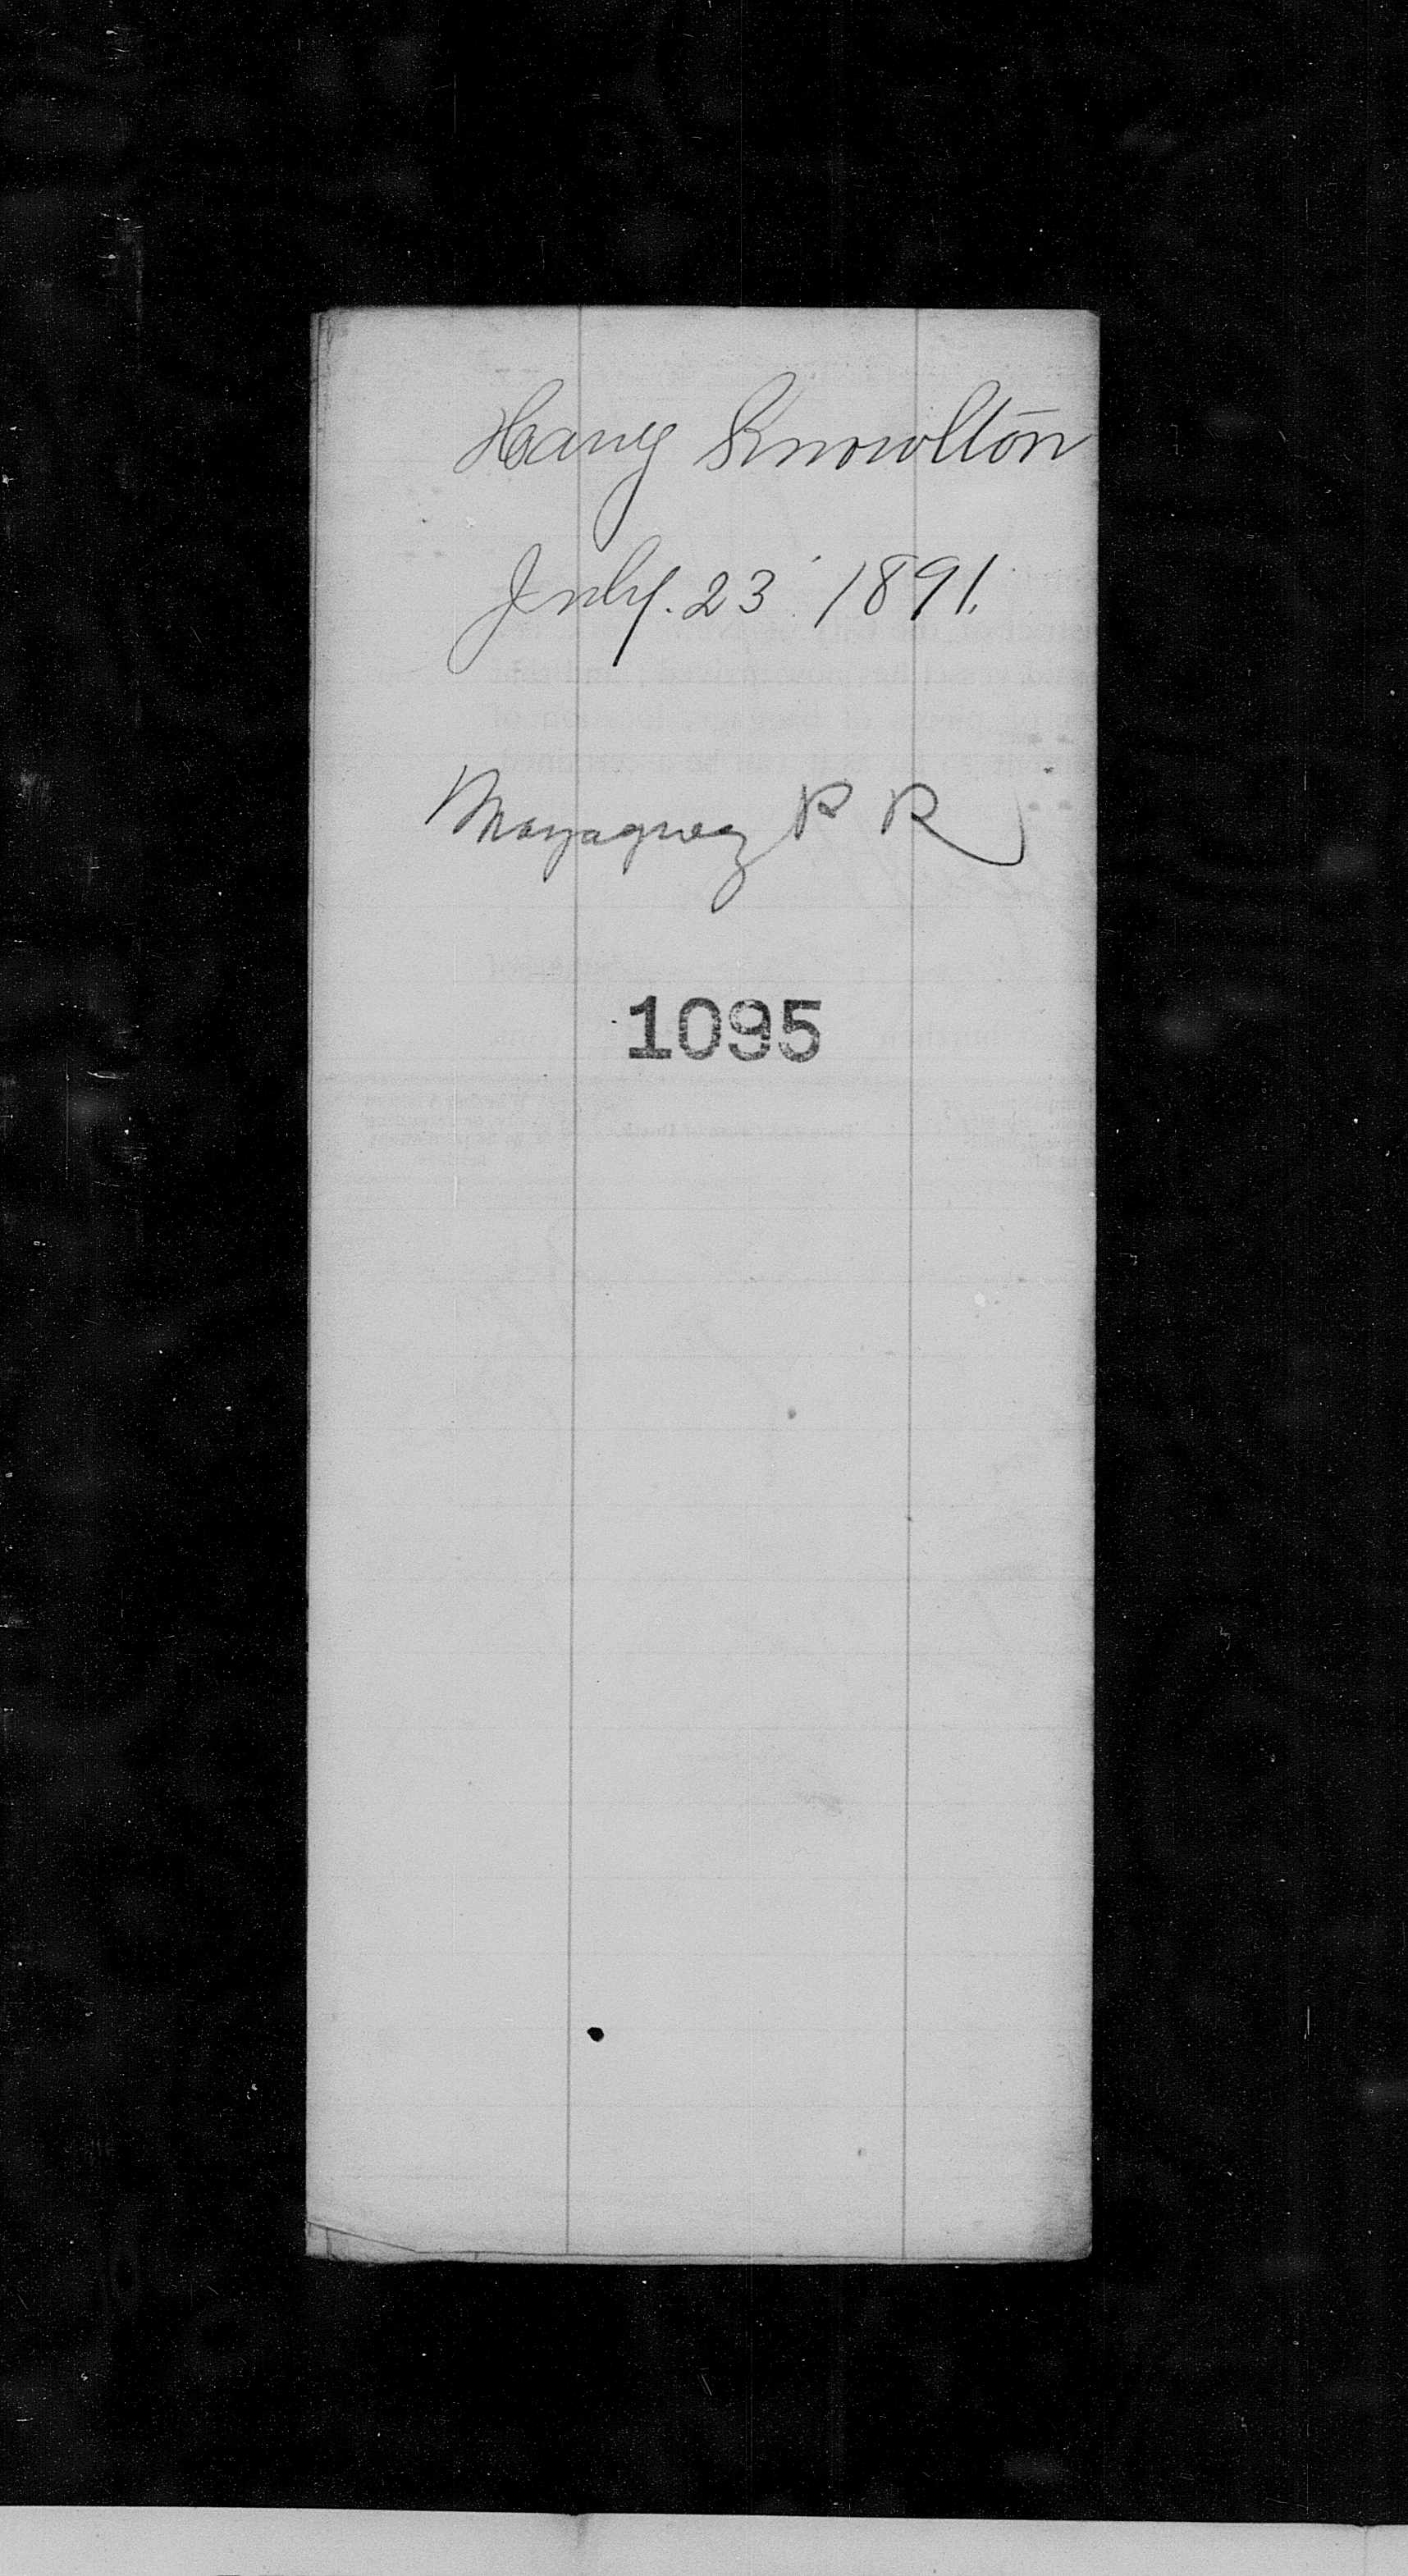 Harry Knowlton
July. 23. 1891.
Mayaguez P R
1095